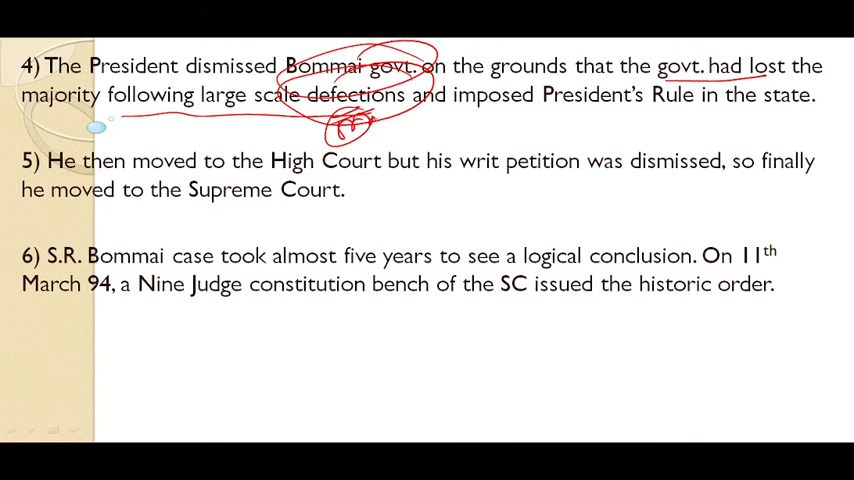 4) The President dismissed Bommai govt. on the grounds that the govt. had lost the
majority following large scale defections and imposed President's Rule in the state.
5) He then moved to the High Court but his writ petition was dismissed, so finally
he moved to the Supreme Court.
6) S.R. Bommai case took almost five years to see a logical conclusion. On 11th
March 94, a Nine Judge constitution bench of the SC issued the historic order.